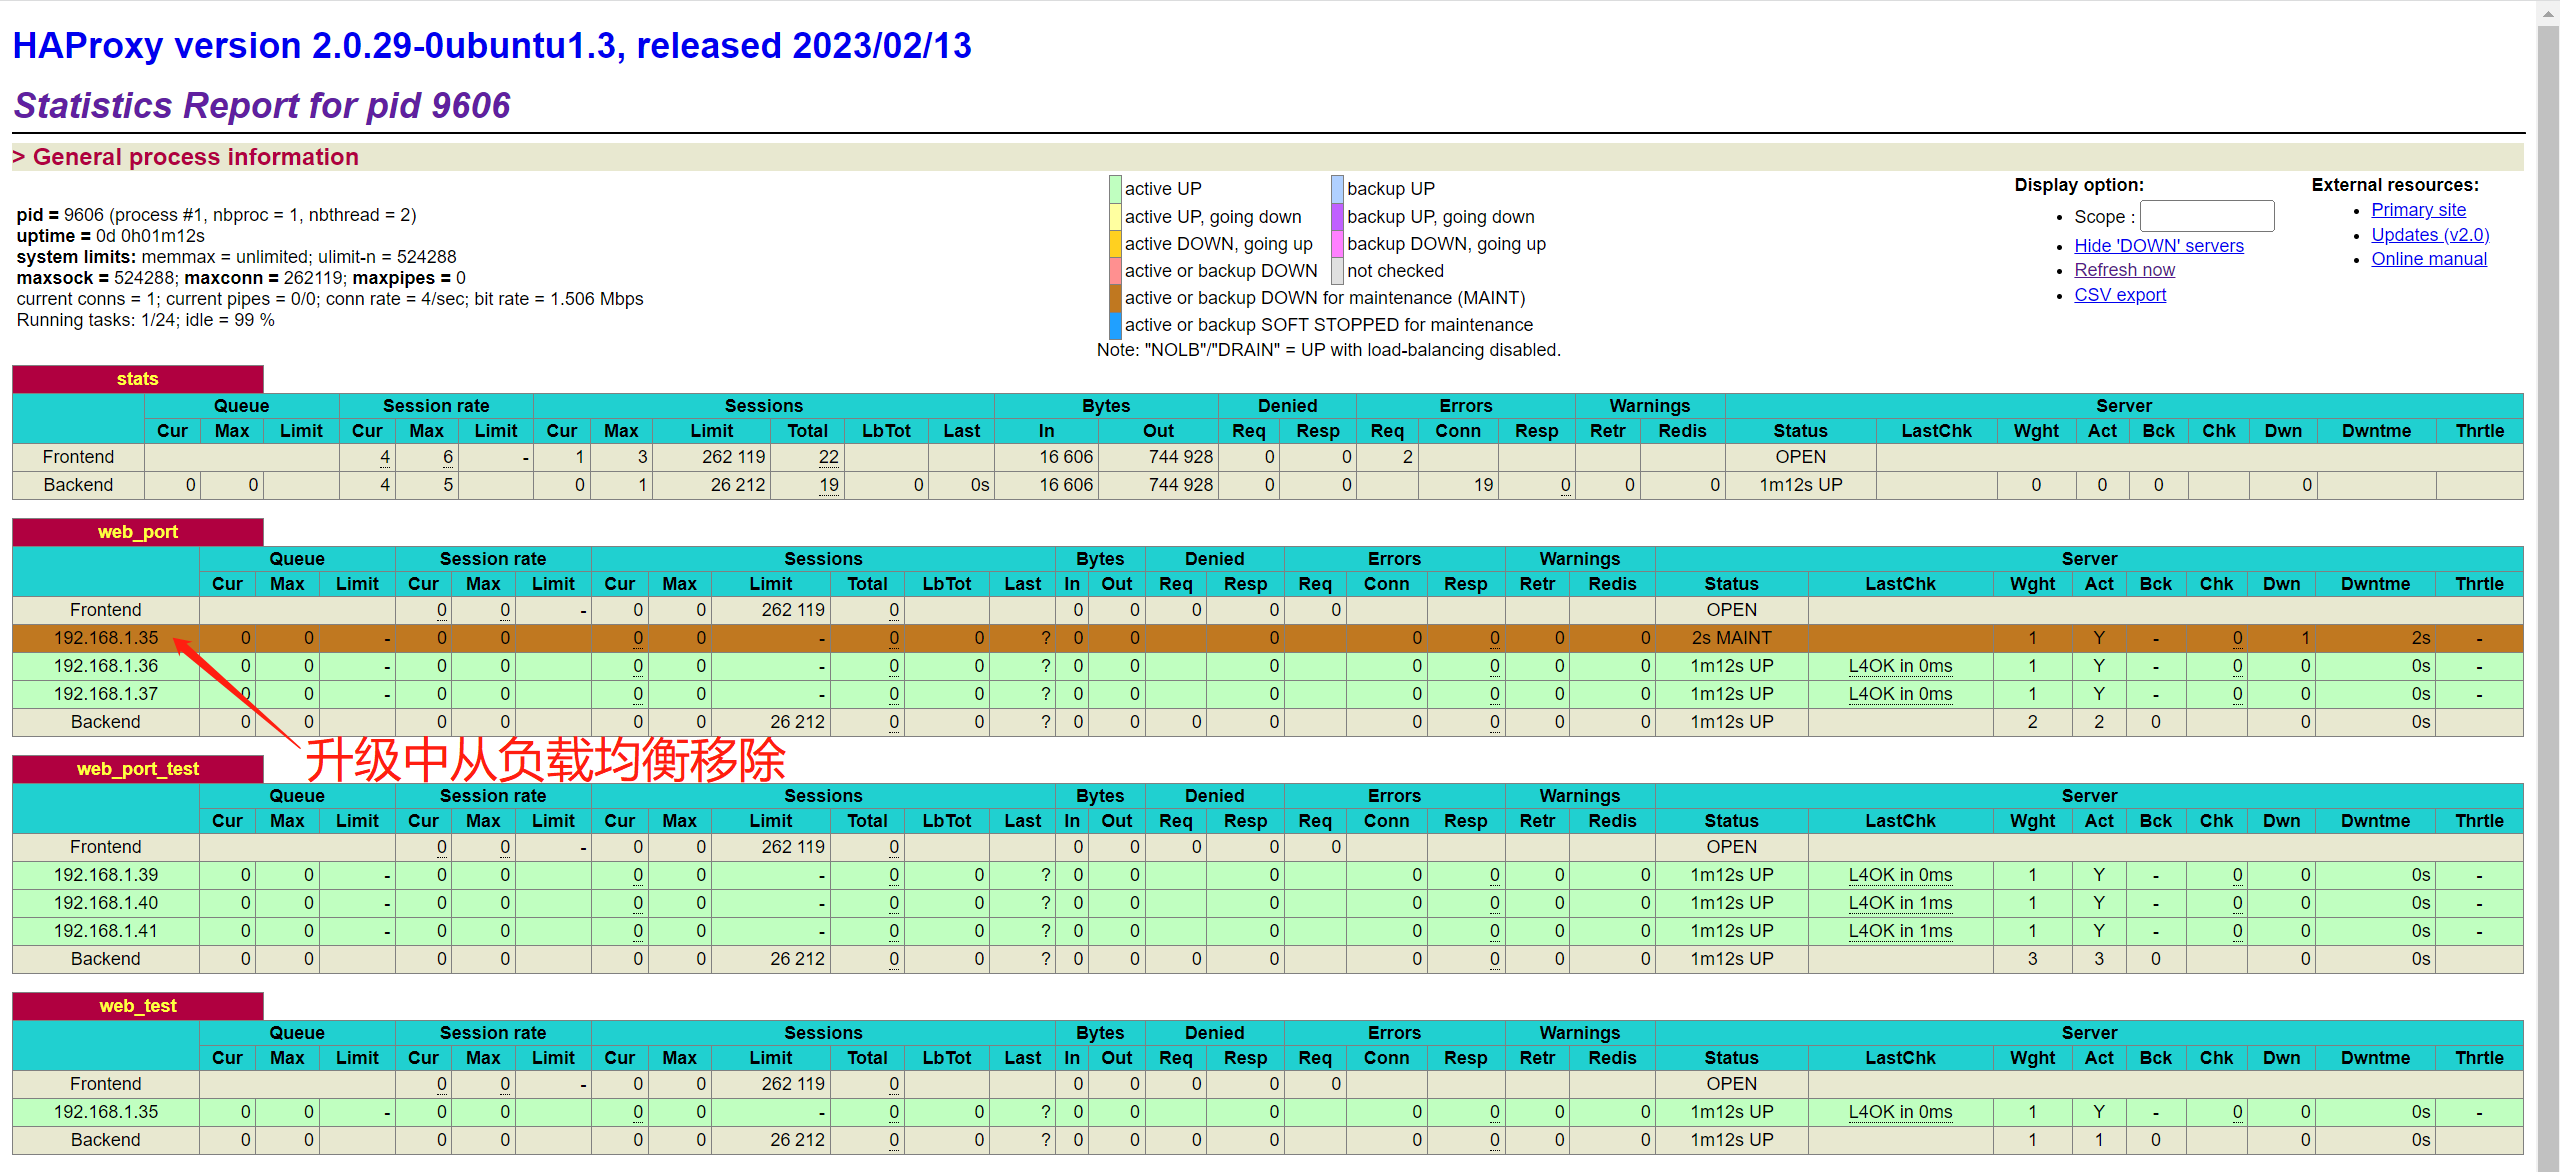 HAProxy version 2.0.29-0ubuntu1.3, released 2023/02/13
Statistics Report for pid 9606
> General process information
pid = 9606 (process #1, nbproc = 1, nbthread = 2)
uptime = 0d 0h01m12s
system limits: memmax = unlimited; ulimit-n = 524288
maxsock = 524288; maxconn = 262119; maxpipes = 0
current conns = 1; current pipes = 0/0; conn rate = 4/sec; bit rate = 1.506 Mbps
Running tasks: 1/24; idle = 99 %
active UP backup UP
active UP, going down backup UP, going down
active DOWN, going up backup DOWN, going up
active or backup DOWN not checked
active or backup DOWN for maintenance (MAINT)
active or backup SOFT STOPPED for maintenance
Note: "NOLB"/"DRAIN" = UP with load-balancing disabled.
Display option:
• Scope :
• Hide 'DOWN' servers
• Refresh now
• CSV export
External resources:
• Primary site
• Updates (v2.0)
• Online manual
stats
Queue Session rate Sessions Bytes Denied Errors Warnings Server
Cur Max Limit Cur Max Limit Cur Max Limit Total LbTot Last In Out Req Resp Req Conn Resp Retr Redis Status LastChk Wght Act Bck Chk Dwn Dwntme Thrtle
Frontend 4 6 - 1 3 262 119 22 16 606 744 928 0 0 2 OPEN
Backend 0 0 4 5 0 1 26 212 19 0 0s 16 606 744 928 0 0 19 0 0 0 1m12s UP 0 0 0 0
web_port
Queue Session rate Sessions Bytes Denied Errors Warnings Server
Cur Max Limit Cur Max Limit Cur Max Limit Total LbTot Last In Out Req Resp Req Conn Resp Retr Redis Status LastChk Wght Act Bck Chk Dwn Dwntme Thrtle
Frontend 0 0 - 0 0 262 119 0 0 0 0 0 0 OPEN
192.168.1.35 0 0 - 0 0 0 0 - 0 0 ? 0 0 0 0 0 0 0 2s MAINT 1 Y - 0 1 2s -
192.168.1.36 0 0 - 0 0 0 0 - 0 0 ? 0 0 0 0 0 0 0 1m12s UP L4OK in 0ms 1 Y - 0 0 0s -
192.168.1.37 0 0 - 0 0 0 0 - 0 0 ? 0 0 0 0 0 0 0 1m12s UP L4OK in 0ms 1 Y - 0 0 0s -
Backend 0 0 0 0 0 0 26 212 0 0 ? 0 0 0 0 0 0 0 0 1m12s UP 2 2 0 0 0s
升级中从负载均衡移除
web_port_test
Queue Session rate Sessions Bytes Denied Errors Warnings Server
Cur Max Limit Cur Max Limit Cur Max Limit Total LbTot Last In Out Req Resp Req Conn Resp Retr Redis Status LastChk Wght Act Bck Chk Dwn Dwntme Thrtle
Frontend 0 0 - 0 0 262 119 0 0 0 0 0 0 OPEN
192.168.1.39 0 0 - 0 0 0 0 - 0 0 ? 0 0 0 0 0 0 0 1m12s UP L4OK in 0ms 1 Y - 0 0 0s -
192.168.1.40 0 0 - 0 0 0 0 - 0 0 ? 0 0 0 0 0 0 0 1m12s UP L4OK in 1ms 1 Y - 0 0 0s -
192.168.1.41 0 0 - 0 0 0 0 - 0 0 ? 0 0 0 0 0 0 0 1m12s UP L4OK in 1ms 1 Y - 0 0 0s -
Backend 0 0 0 0 0 0 26 212 0 0 ? 0 0 0 0 0 0 0 0 1m12s UP 3 3 0 0 0s
web_test
Queue Session rate Sessions Bytes Denied Errors Warnings Server
Cur Max Limit Cur Max Limit Cur Max Limit Total LbTot Last In Out Req Resp Req Conn Resp Retr Redis Status LastChk Wght Act Bck Chk Dwn Dwntme Thrtle
Frontend 0 0 - 0 0 262 119 0 0 0 0 0 0 OPEN
192.168.1.35 0 0 - 0 0 0 0 - 0 0 ? 0 0 0 0 0 0 0 1m12s UP L4OK in 0ms 1 Y - 0 0 0s -
Backend 0 0 0 0 0 0 26 212 0 0 ? 0 0 0 0 0 0 0 0 1m12s UP 1 1 0 0 0s